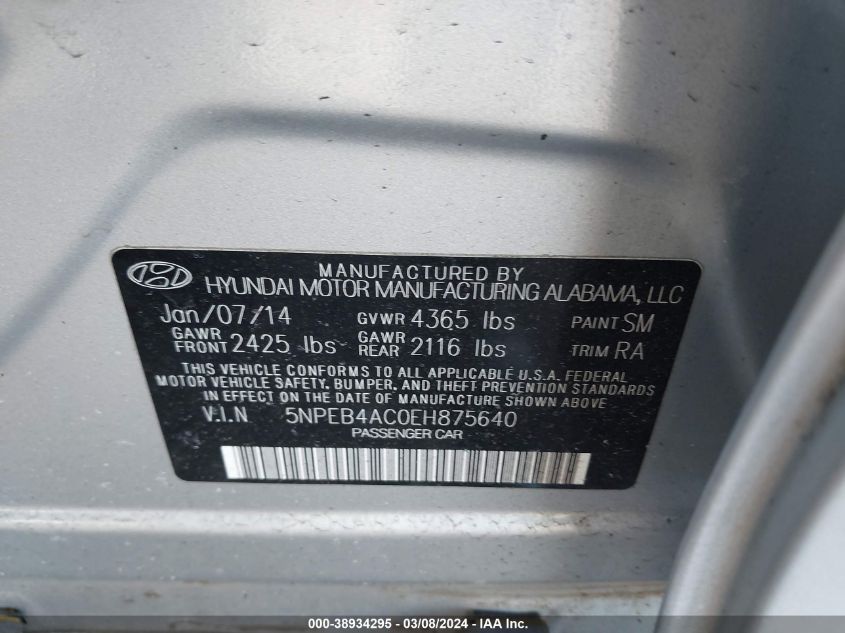 MANUFACTURED BY
HYUNDAI MOTOR MANUFACTURING ALABAMA, LLC
Jan/07/14 GVWR 4365 lbs PAINT SM
GAWR FRONT 2425 lbs GAWR REAR 2116 lbs TRIM RA
THIS VEHICLE CONFORMS TO ALL APPLICABLE U.S.A. FEDERAL
MOTOR VEHICLE SAFETY, BUMPER, AND THEFT PREVENTION STANDARDS
IN EFFECT ON THE DATE OF MANUFACTURE SHOWN ABOVE.
V.I.N 5NPEB4AC0EH875640
PASSENGER CAR
000-38934295 - 03/08/2024 - IAA -